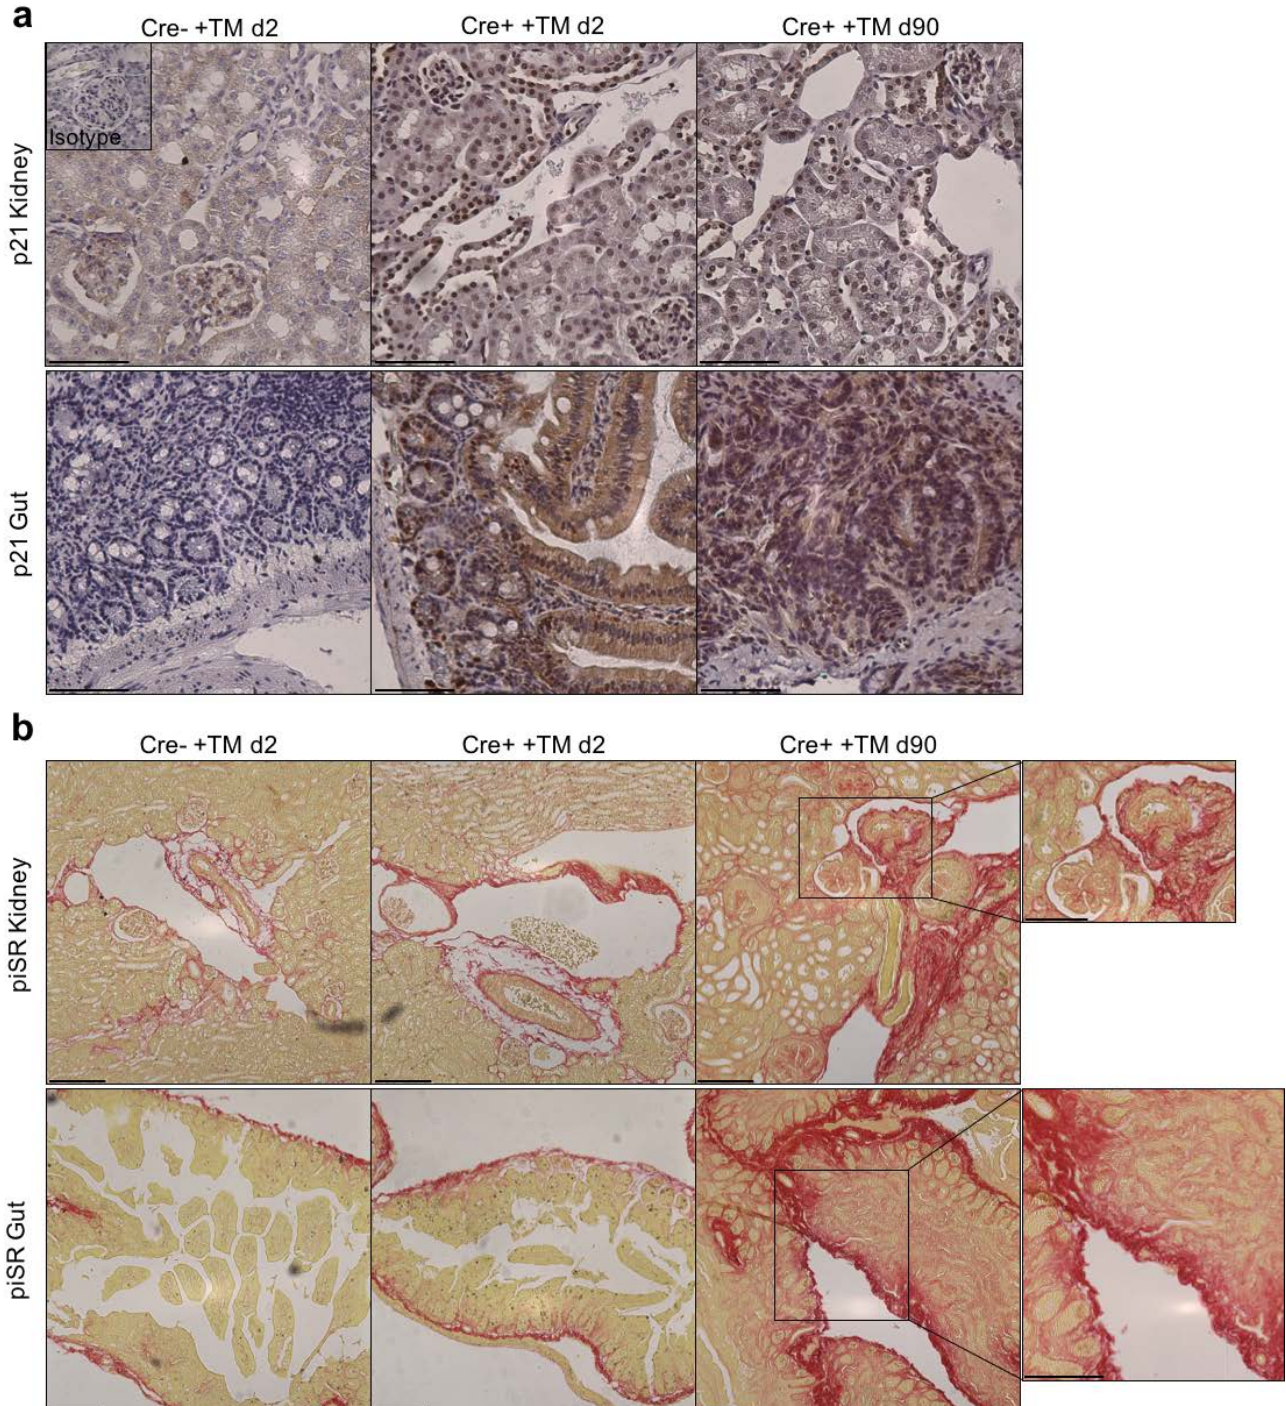 a
Cre- +TM d2
Cre+ +TM d2
Cre+ +TM d90
Isotype
p21 Kidney
p21 Gut
b
Cre- +TM d2
Cre+ +TM d2
Cre+ +TM d90
piSR Kidney
piSR Gut